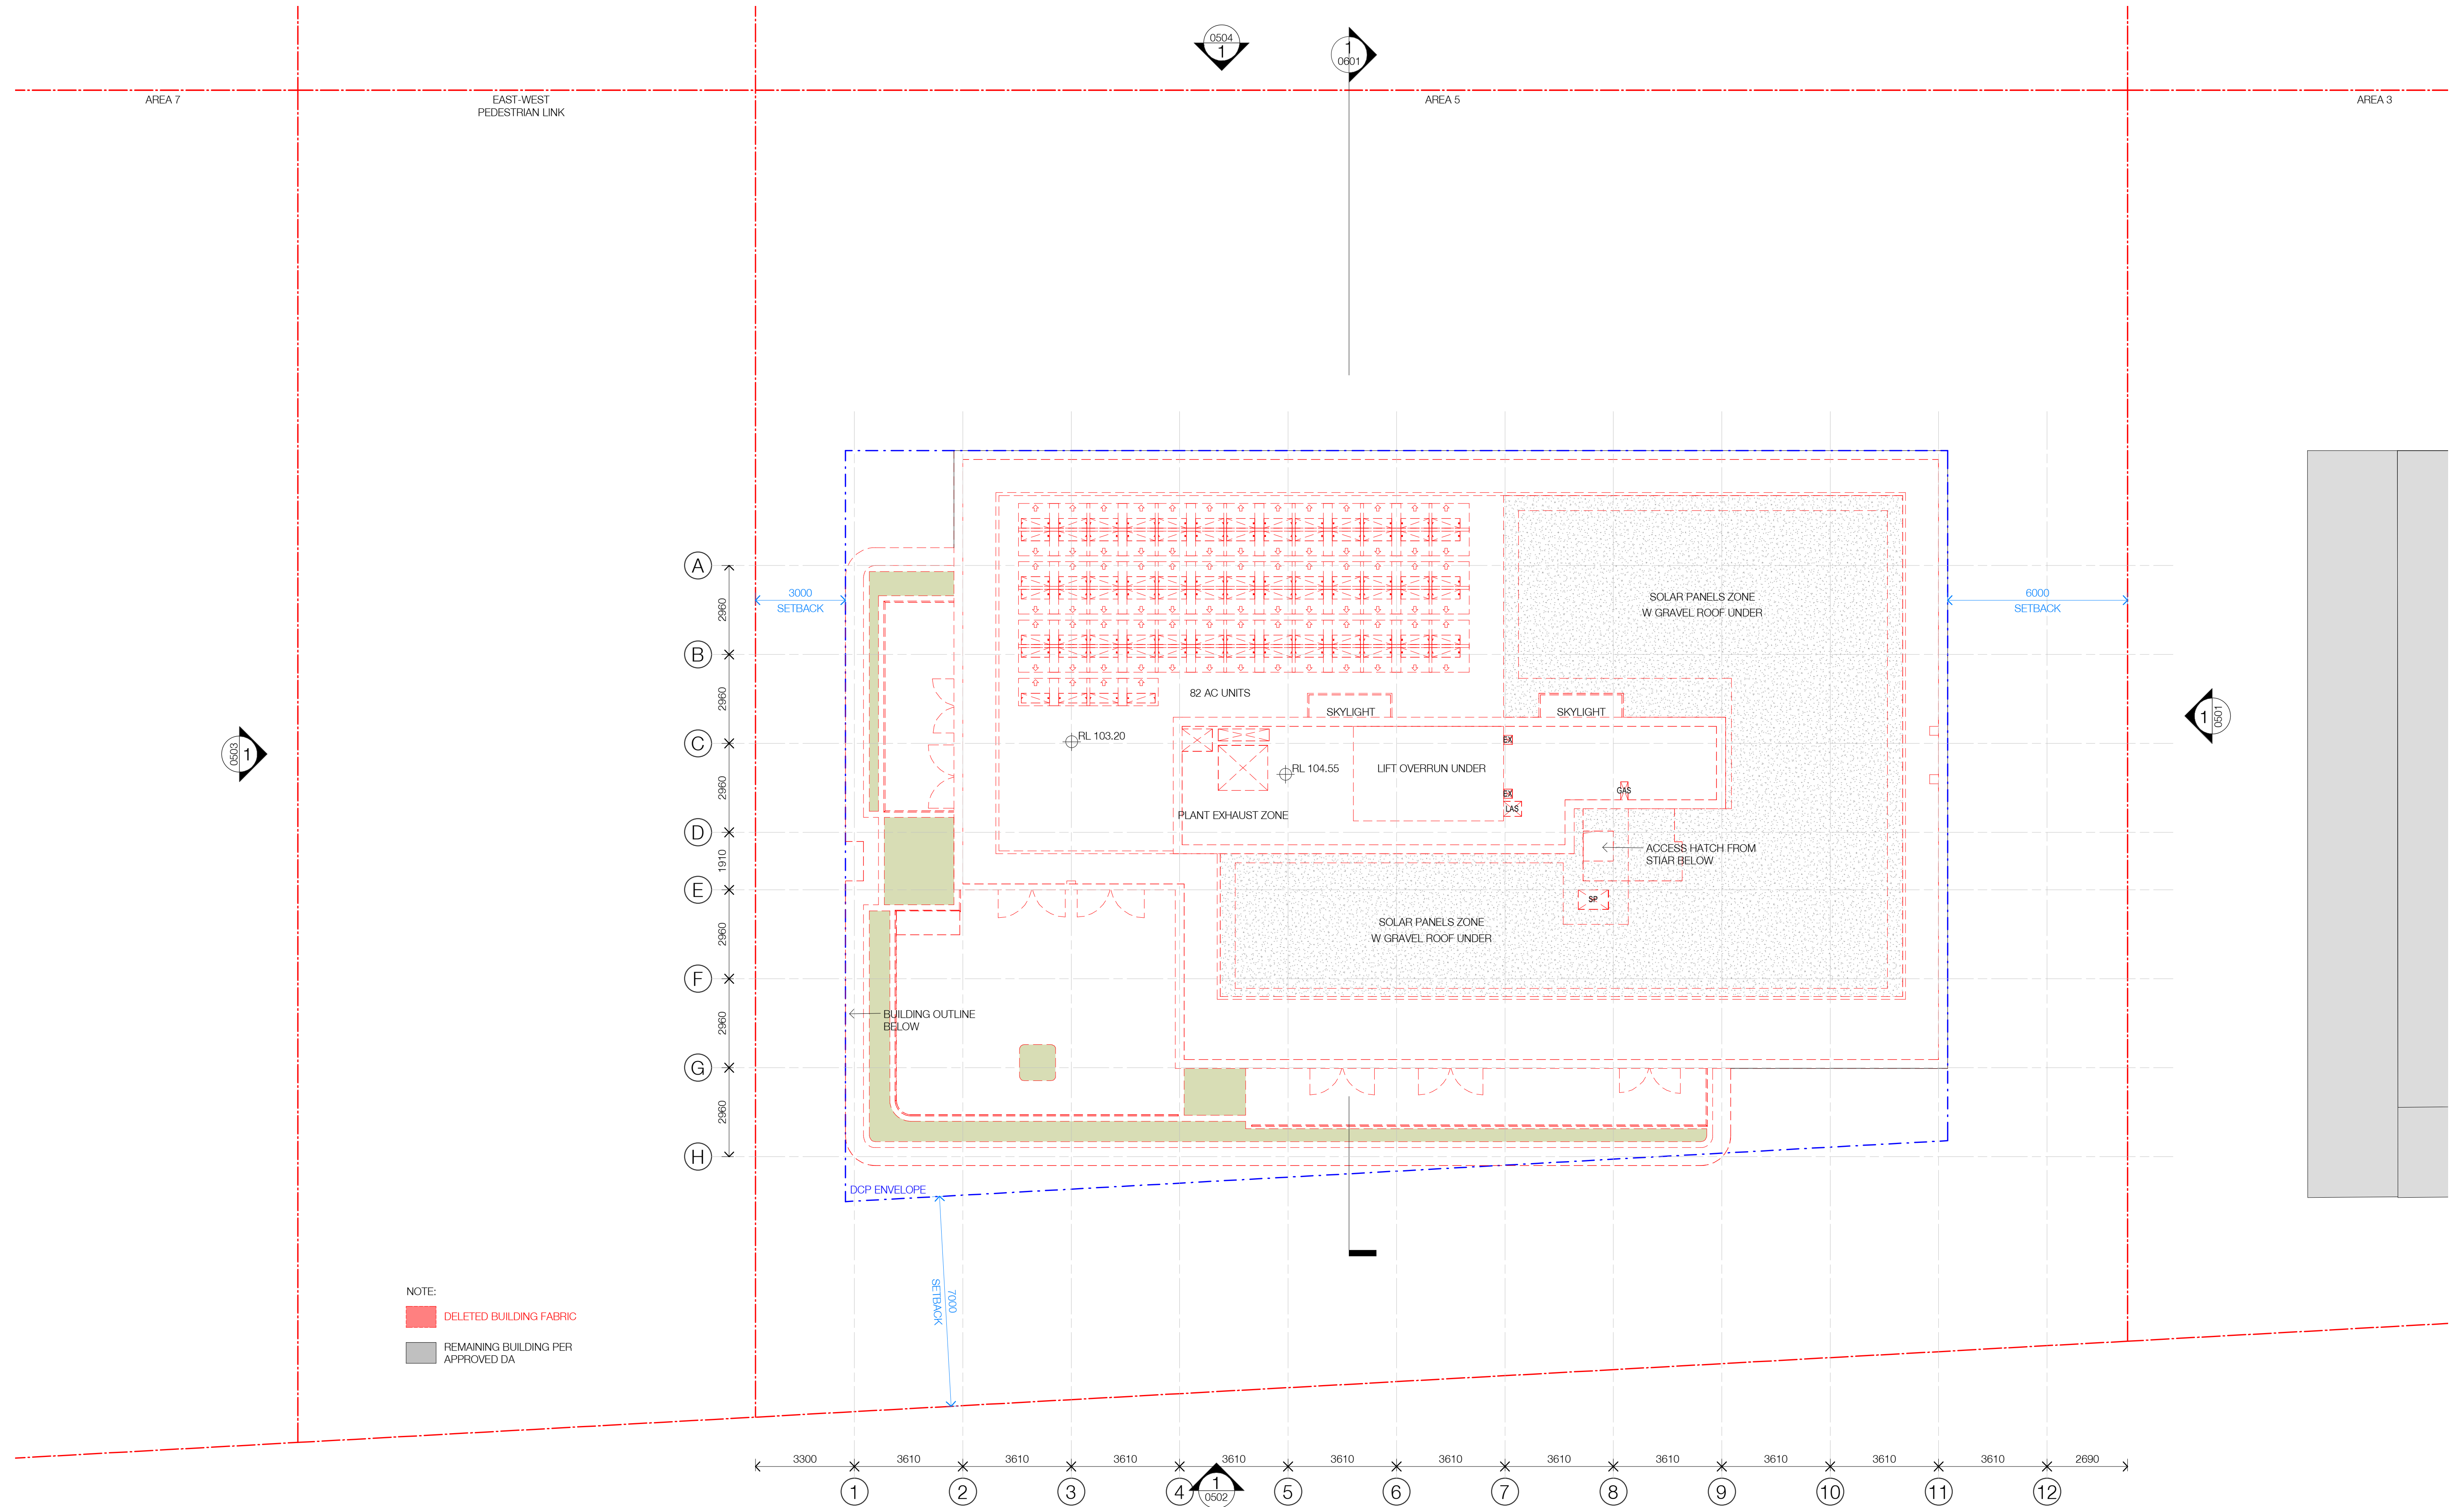 0504
1
1
0601
AREA 7
EAST-WEST
PEDESTRIAN LINK
AREA 5
AREA 3
A
B
C
D
E
F
G
H
2960
2960
2960
1910
2960
2960
2960
3000
SETBACK
6000
SETBACK
SOLAR PANELS ZONE
W GRAVEL ROOF UNDER
82 AC UNITS
SKYLIGHT
SKYLIGHT
0503
1
1
0501
RL 103.20
EX
RL 104.55
LIFT OVERRUN UNDER
EX
GAS
LAS
PLANT EXHAUST ZONE
ACCESS HATCH FROM
STIAR BELOW
SP
SOLAR PANELS ZONE
W GRAVEL ROOF UNDER
BUILDING OUTLINE
BELOW
DCP ENVELOPE
7000
SETBACK
NOTE:
DELETED BUILDING FABRIC
REMAINING BUILDING PER
APPROVED DA
3300
3610
3610
3610
3610
3610
3610
3610
3610
3610
3610
3610
2690
1
2
3
4
1
0502
5
6
7
8
9
10
11
12